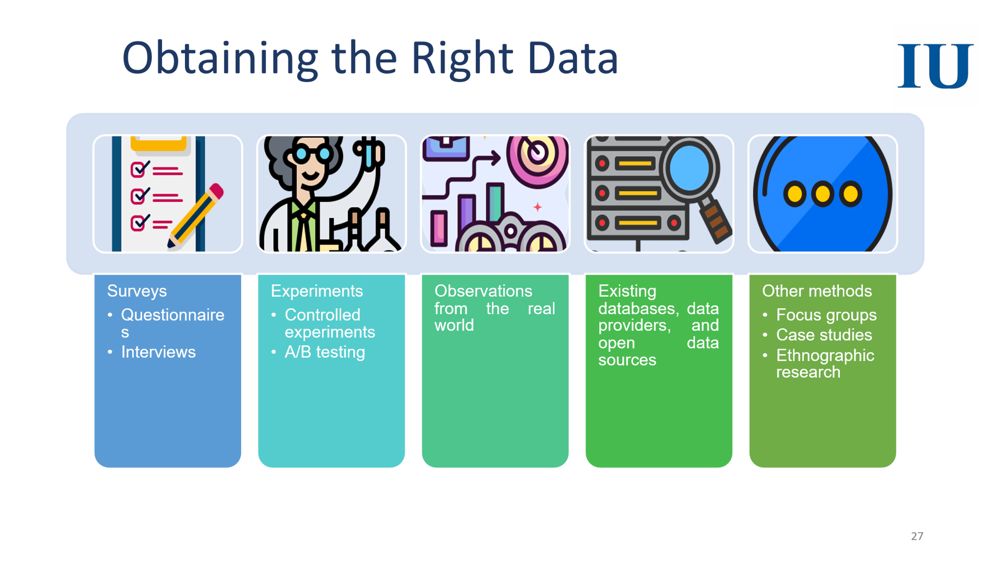 Obtaining the Right Data
IU
Surveys
• Questionnaire
s
• Interviews
Experiments
• Controlled
experiments
• A/B testing
Observations
from the real
world
Existing
databases, data
providers, and
open data
sources
Other methods
• Focus groups
• Case studies
• Ethnographic
research
27